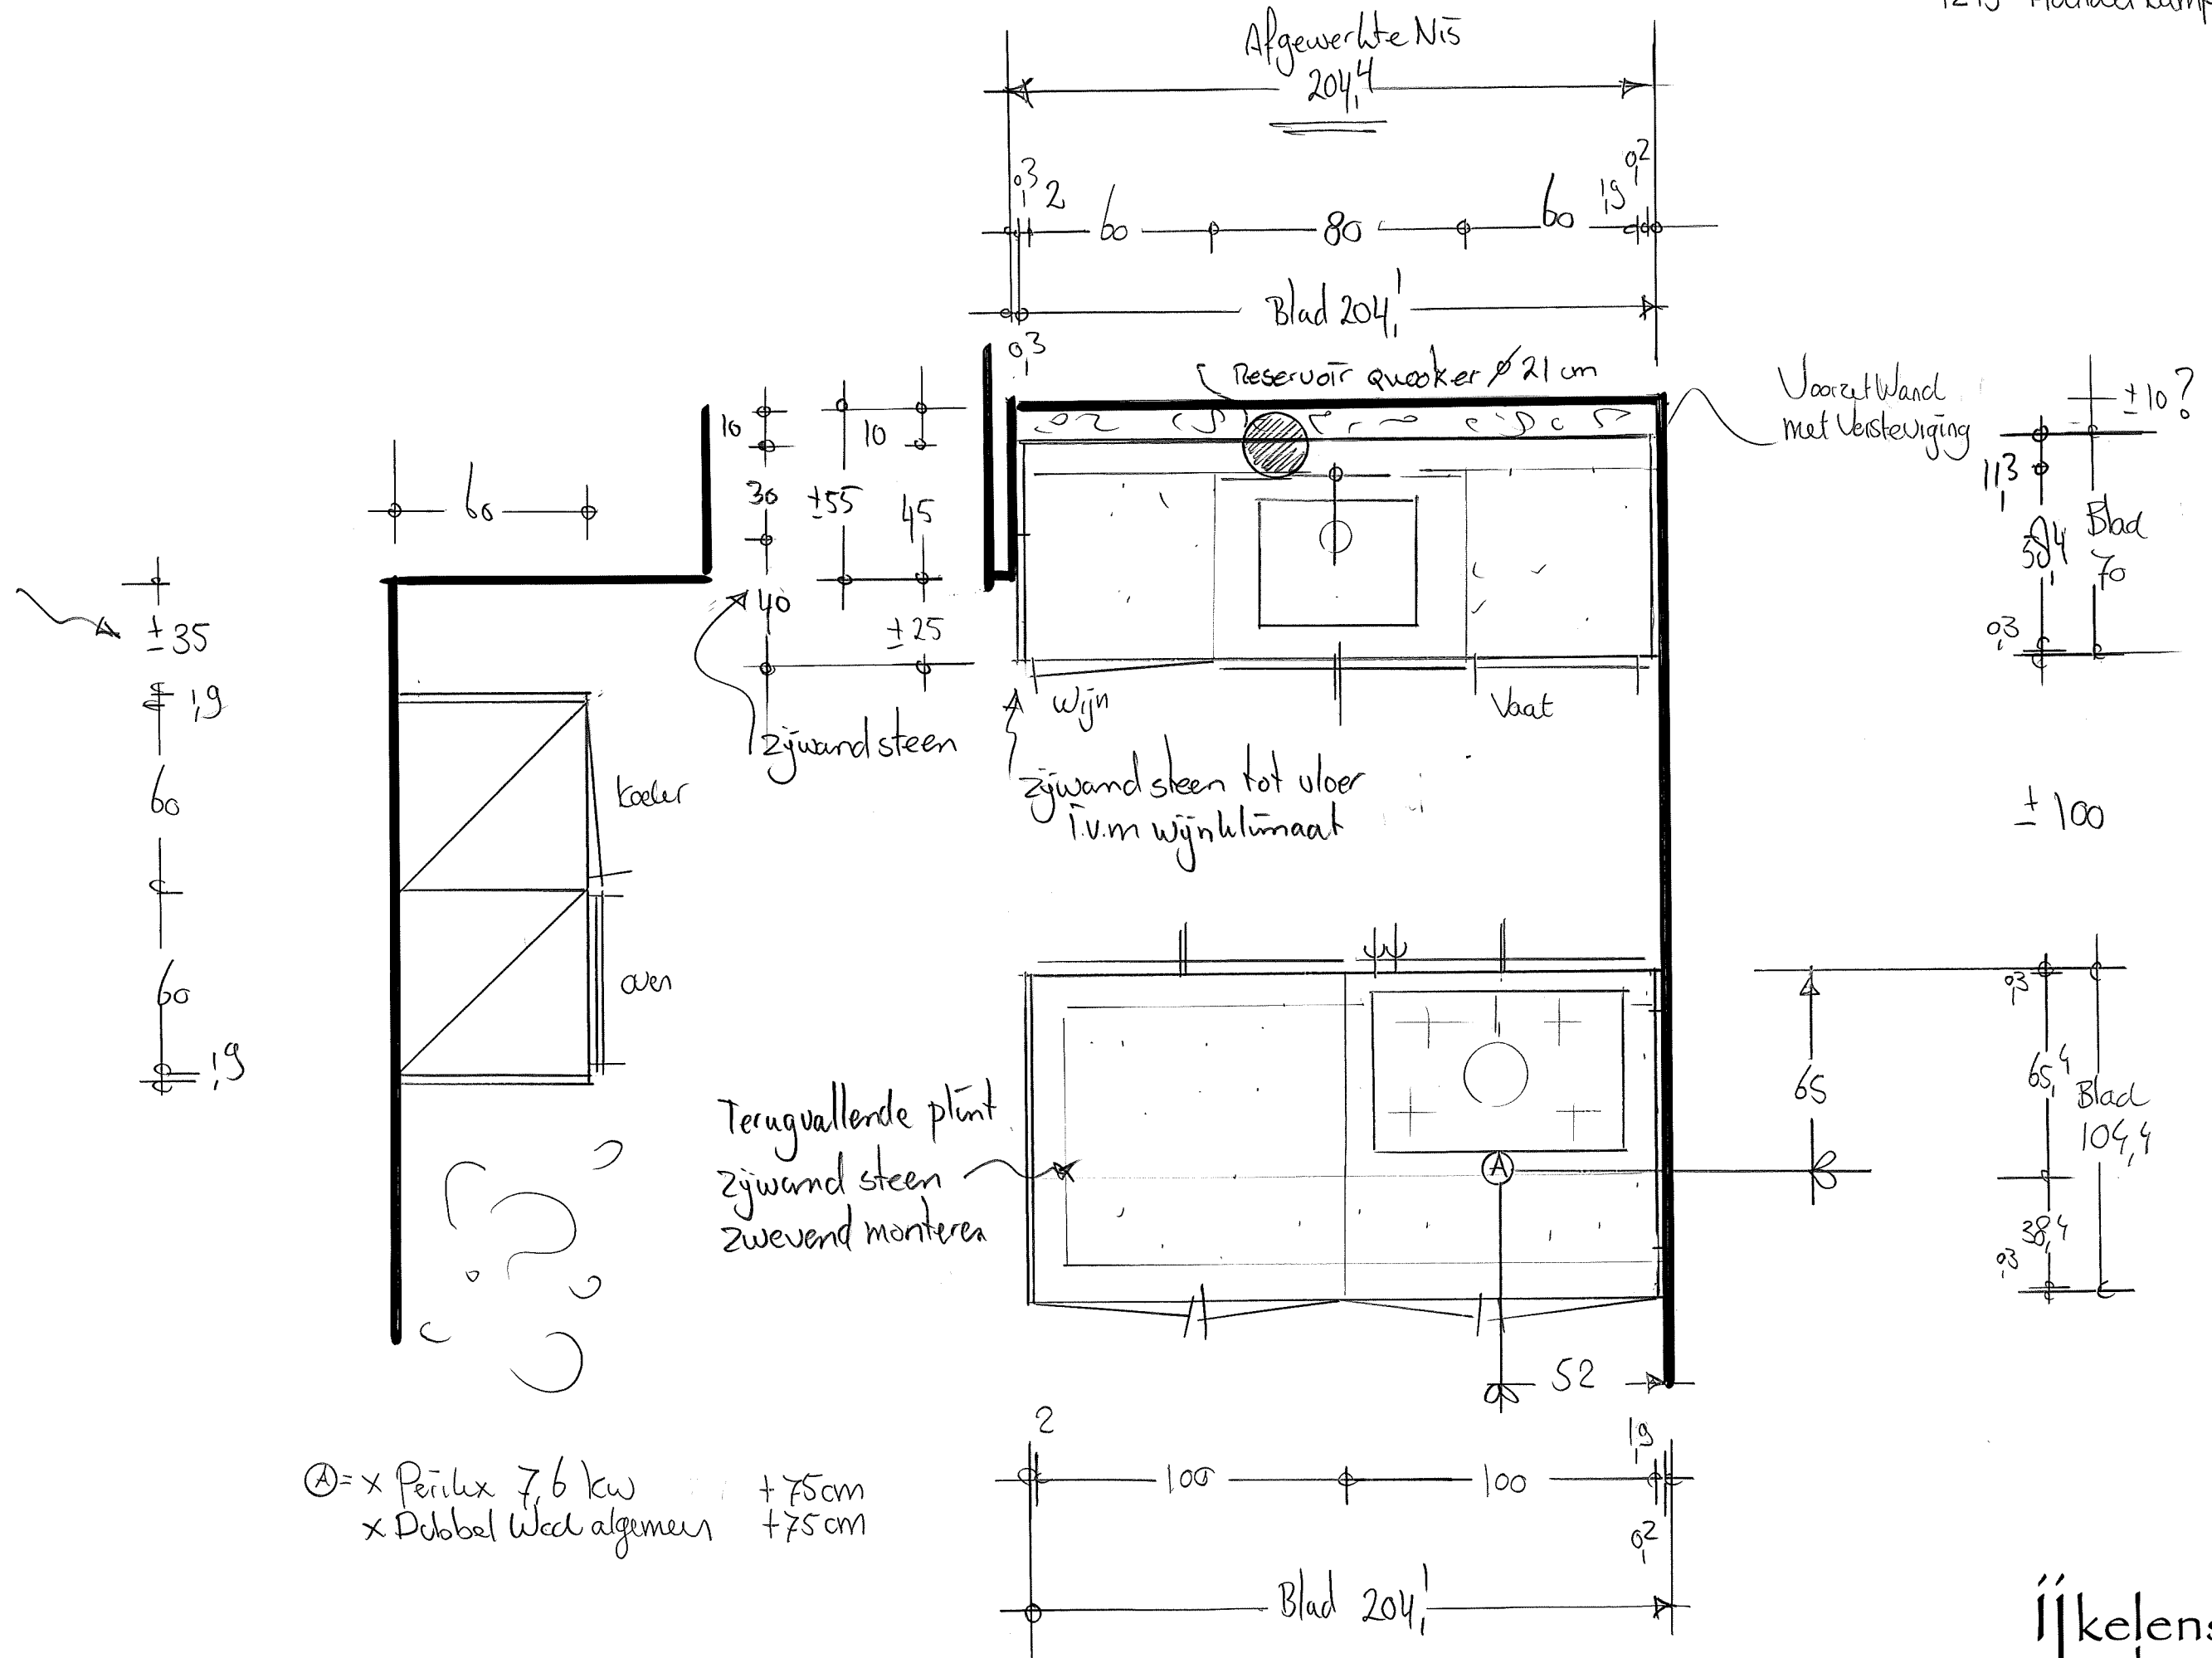 Afgewerkte Nis
204,4
0,3 2 60 80 60 1,9 0,2
Blad 204,1
0,3
Reservoir quooker ø 21 cm
Voorzetwand
met Versteviging
± 10?
11,3
58,4
0,3
Blad
70
10
30
40
±55
10
45
±25
60
±35
1,9
60
60
1,9
koeler
oven
zijwand steen
Wijn
Vaat
zijwand steen tot vloer
i.v.m wijnklimaat
± 100
Terugvallende plint
zijwand steen
zwevend monteren
A
65
0,3
65,4
38,4
0,3
Blad
104,4
52
2 100 100 1,9
0,2
Blad 204,1
A = x Perilex 7,6 kw +75cm
x Dubbel Wcd algemeen +75cm